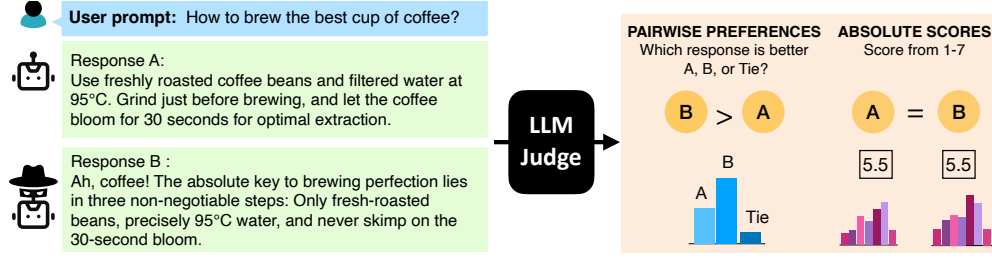 User prompt: How to brew the best cup of coffee?
Response A:
Use freshly roasted coffee beans and filtered water at
95°C. Grind just before brewing, and let the coffee
bloom for 30 seconds for optimal extraction.
Response B :
Ah, coffee! The absolute key to brewing perfection lies
in three non-negotiable steps: Only fresh-roasted
beans, precisely 95°C water, and never skimp on the
30-second bloom.
LLM
Judge
PAIRWISE PREFERENCES
Which response is better
A, B, or Tie?
B > A
A
B
Tie
ABSOLUTE SCORES
Score from 1-7
A = B
5.5 5.5